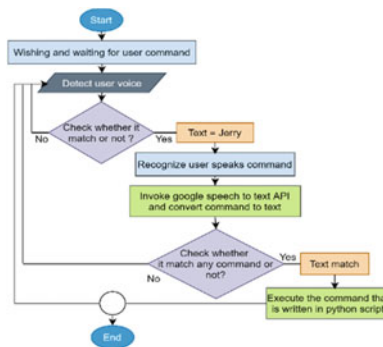 Start
Wishing and waiting for user command
Detect user voice
Check whether it
match or not ?
No
Yes
Text = Jerry
Recognize user speaks command
Invoke google speech to text API
and convert command to text
Check whether
it match any command or
not?
Yes
No
Text match
Execute the command tha
is written in python script
End